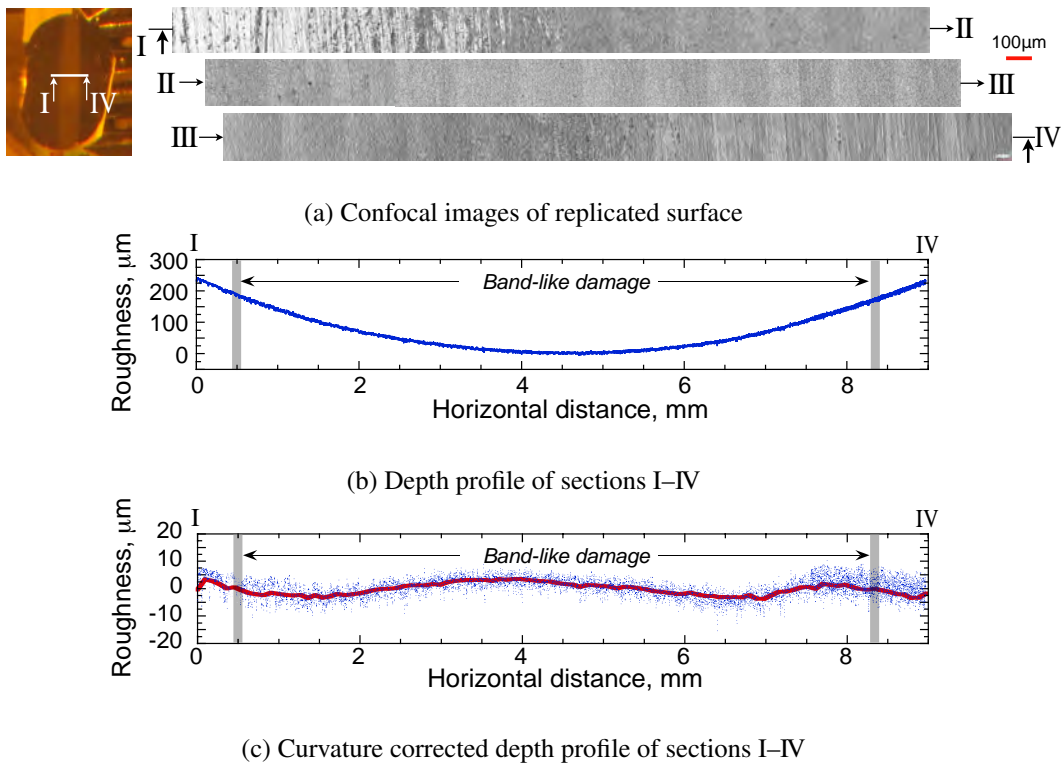 I
IV
I
II
100μm
II
III
III
IV
(a) Confocal images of replicated surface
I
IV
300
200
100
0
Roughness, μm
Band-like damage
0
2
4
6
8
Horizontal distance, mm
(b) Depth profile of sections I–IV
I
IV
20
10
0
-10
-20
Roughness, μm
Band-like damage
0
2
4
6
8
Horizontal distance, mm
(c) Curvature corrected depth profile of sections I–IV